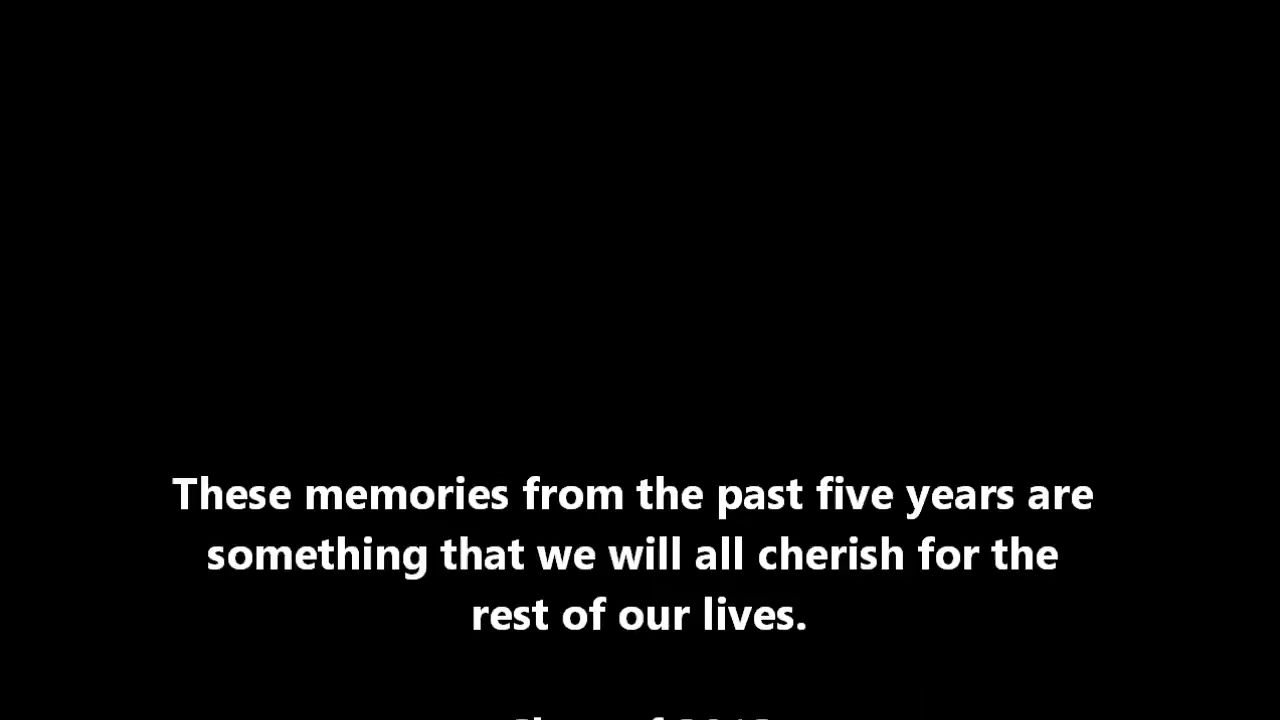 These memories from the past five years are
something that we will all cherish for the
rest of our lives.